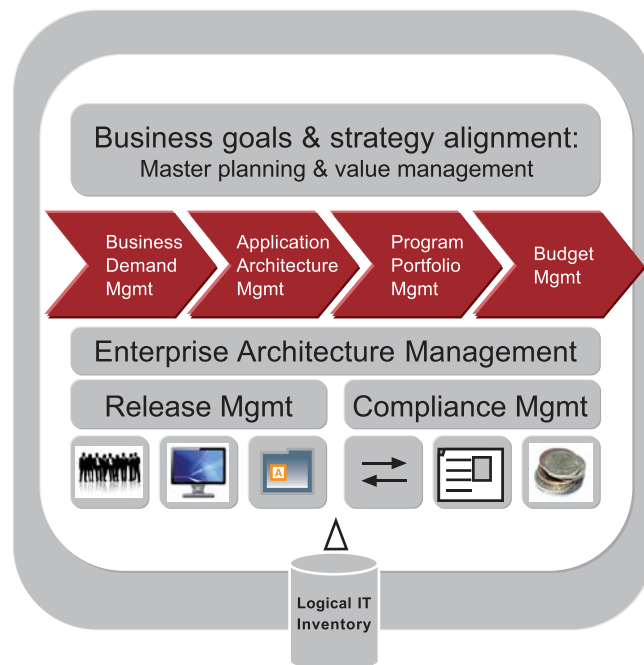 Business goals & strategy alignment:
Master planning & value management
Business
Demand
Mgmt
Application
Architecture
Mgmt
Program
Portfolio
Mgmt
Budget
Mgmt
Enterprise Architecture Management
Release Mgmt
Compliance Mgmt
A
Logical IT
Inventory